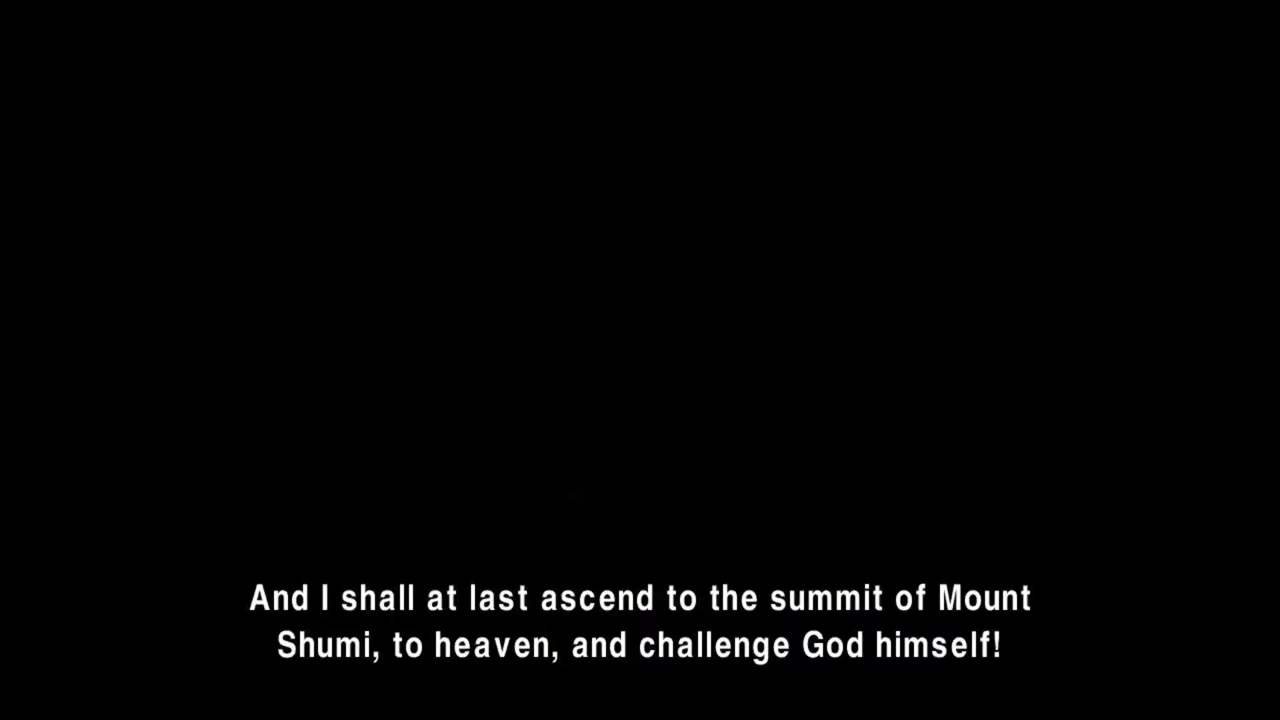 And I shall at last ascend to the summit of Mount
Shumi, to heaven, and challenge God himself!